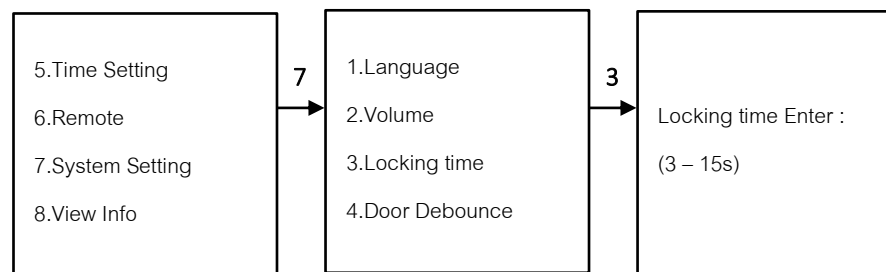 5.Time Setting
6.Remote
7.System Setting
8.View Info
7
1.Language
2.Volume
3.Locking time
4.Door Debounce
3
Locking time Enter :
(3 – 15s)